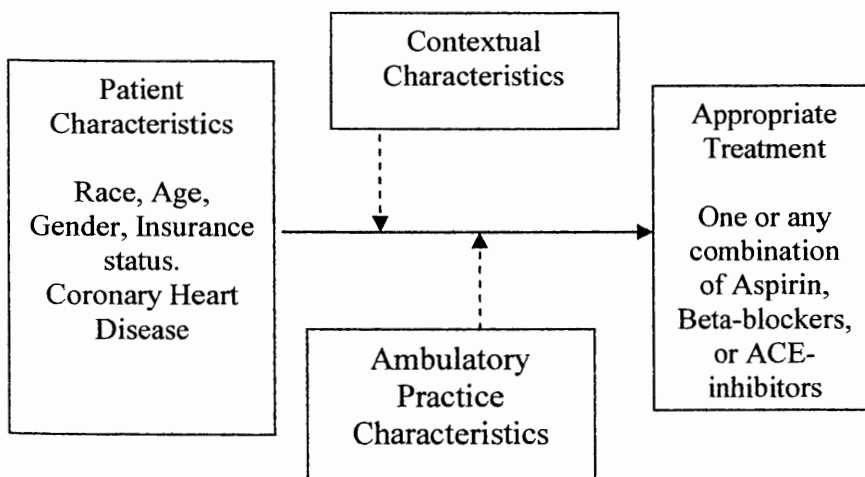 Patient
Characteristics
Race, Age,
Gender, Insurance
status.
Coronary Heart
Disease
Contextual
Characteristics
Ambulatory
Practice
Characteristics
Appropriate
Treatment
One or any
combination
of Aspirin,
Beta-blockers,
or ACE-
inhibitors